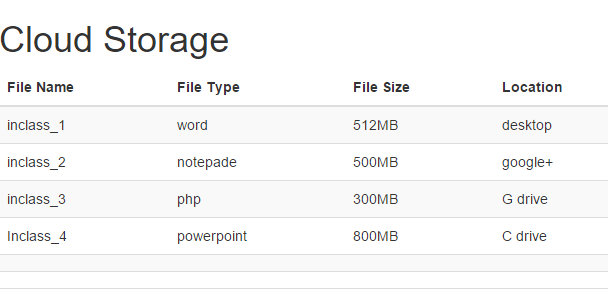 Cloud Storage
File Name File Type File Size Location
inclass_1 word 512MB desktop
inclass_2 notepade 500MB google+
inclass_3 php 300MB G drive
Inclass_4 powerpoint 800MB C drive